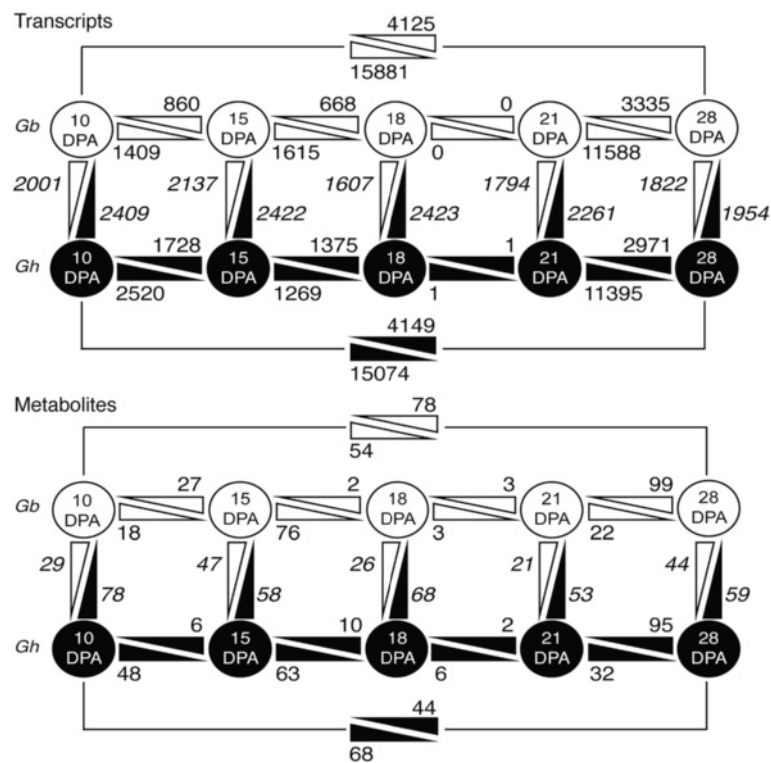 Transcripts
4125
15881
860 668 0 3335
Gb 10 DPA 15 DPA 18 DPA 21 DPA 28 DPA
1409 1615 0 11588
2001 2137 1607 1794 1822
2409 2422 2423 2261 1954
1728 1375 1 2971
Gh 10 DPA 15 DPA 18 DPA 21 DPA 28 DPA
2520 1269 1 11395
4149
15074
Metabolites
78
54
27 2 3 99
Gb 10 DPA 15 DPA 18 DPA 21 DPA 28 DPA
18 76 3 22
29 47 26 21 44
78 58 68 53 59
6 10 2 95
Gh 10 DPA 15 DPA 18 DPA 21 DPA 28 DPA
48 63 6 32
44
68